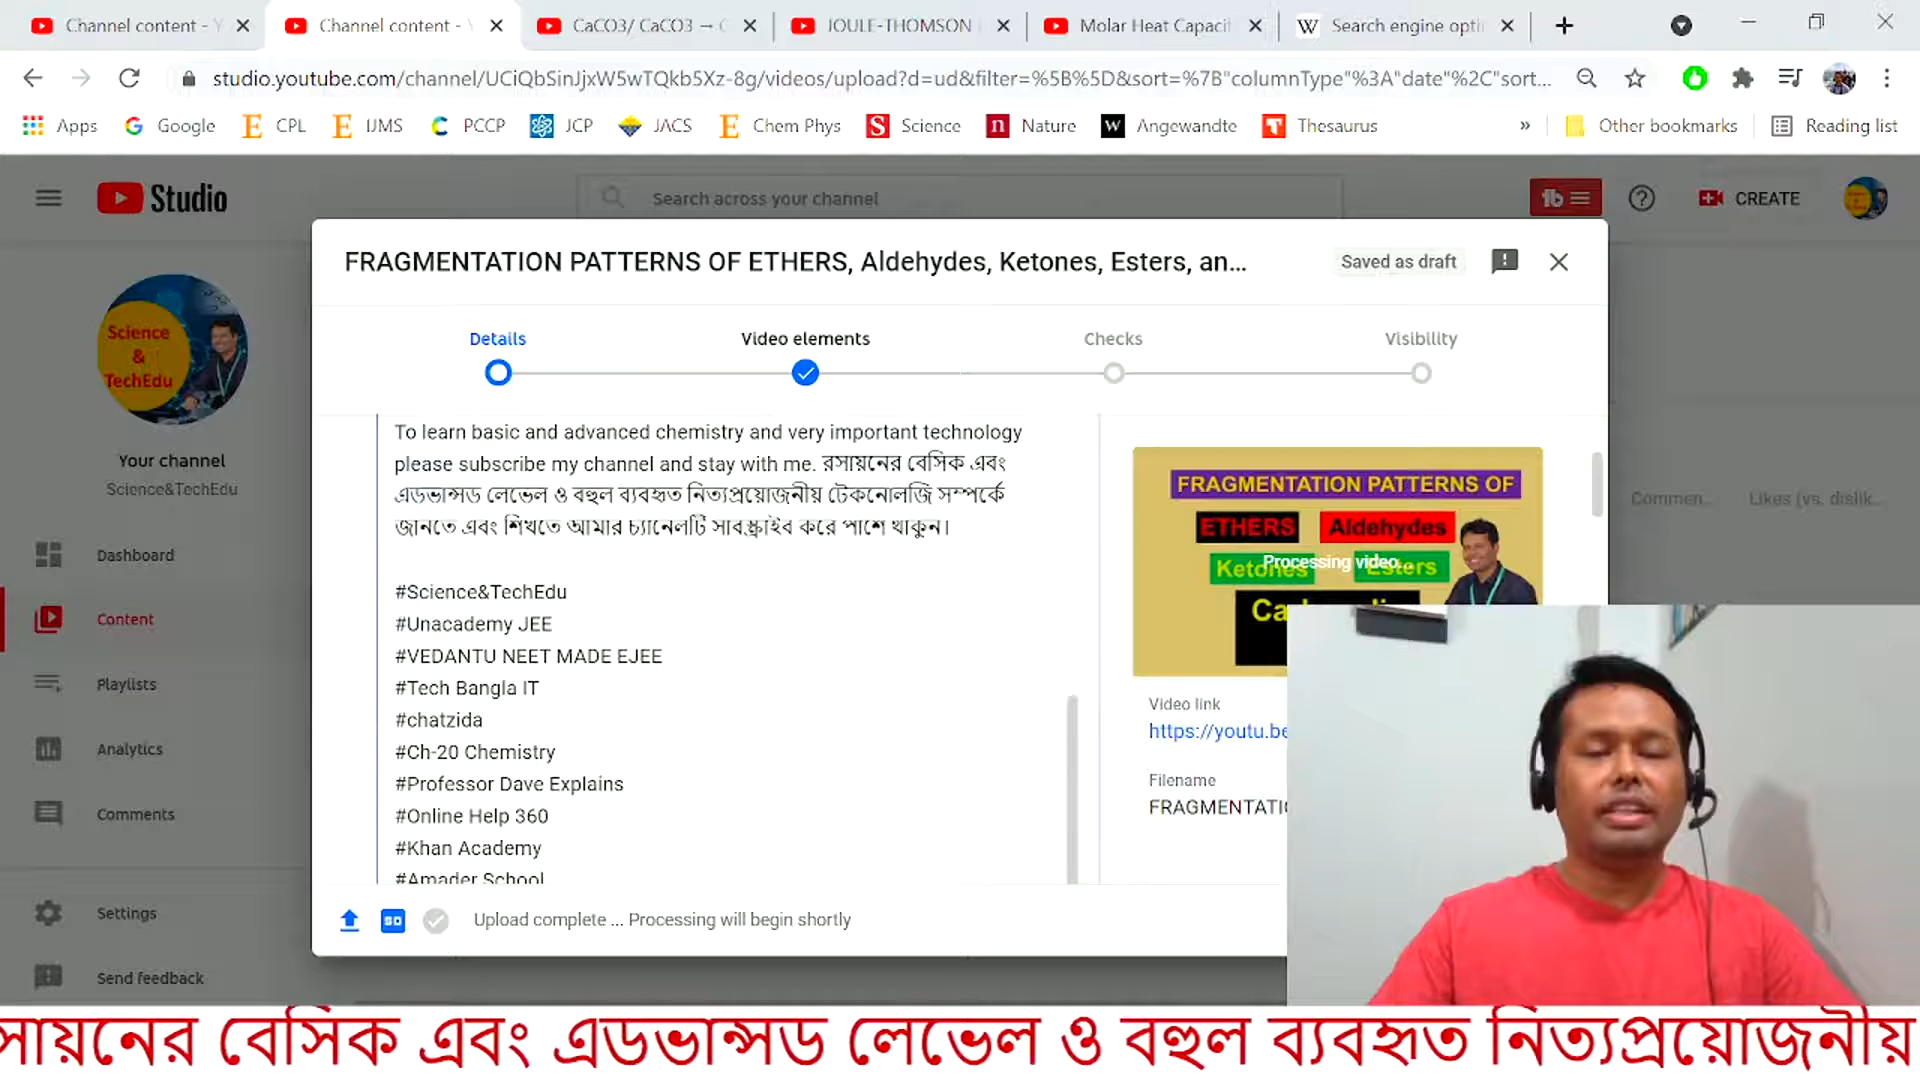 Channel content - Y
Channel content -
CaCO3/ CaCO3 → C
JOULE-THOMSON
Molar Heat Capacit
W Search engine opti
studio.youtube.com/channel/UCiQbSinJjxW5wTQkb5Xz-8g/videos/upload?d=ud&filter=%5B%5D&sort=%7B"columnType"%3A"date"%2C"sort...
Apps
Google
CPL
IJMS
PCCP
JCP
JACS
Chem Phys
Science
Nature
Angewandte
Thesaurus
»
Other bookmarks
Reading list
Studio
Search across your channel
CREATE
FRAGMENTATION PATTERNS OF ETHERS, Aldehydes, Ketones, Esters, an...
Saved as draft
Details
Video elements
Checks
Visibility
Science
&
TechEdu
Your channel
Science&TechEdu
Dashboard
Content
Playlists
Analytics
Comments
Settings
Send feedback
To learn basic and advanced chemistry and very important technology
please subscribe my channel and stay with me. রসায়নের বেসিক এবং
এডভান্সড লেভেল ও বহুল ব্যবহৃত নিত্যপ্রয়োজনীয় টেকনোলজি সম্পর্কে
জানতে এবং শিখতে আমার চ্যানেলটি সাবস্ক্রাইব করে পাশে থাকুন।
#Science&TechEdu
#Unacademy JEE
#VEDANTU NEET MADE EJEE
#Tech Bangla IT
#chatzida
#Ch-20 Chemistry
#Professor Dave Explains
#Online Help 360
#Khan Academy
#Amader School
FRAGMENTATION PATTERNS OF
ETHERS Aldehydes
Ketones Esters
Processing video...
Video link
https://youtu.be
Filename
FRAGMENTATIO
Commen...
Likes (vs. dislik...
Upload complete ... Processing will begin shortly
সায়নের বেসিক এবং এডভান্সড লেভেল ও বহুল ব্যবহৃত নিত্যপ্রয়োজনীয়